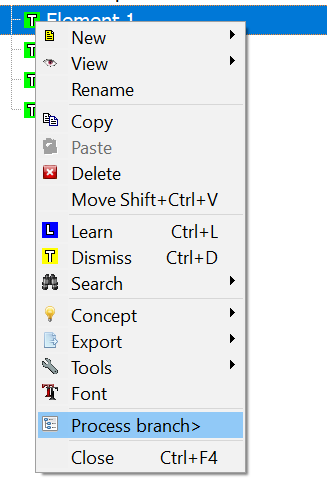 Element 1
New
View
Rename
Copy
Paste
Delete
Move Shift+Ctrl+V
Learn Ctrl+L
Dismiss Ctrl+D
Search
Concept
Export
Tools
Font
Process branch>
Close Ctrl+F4